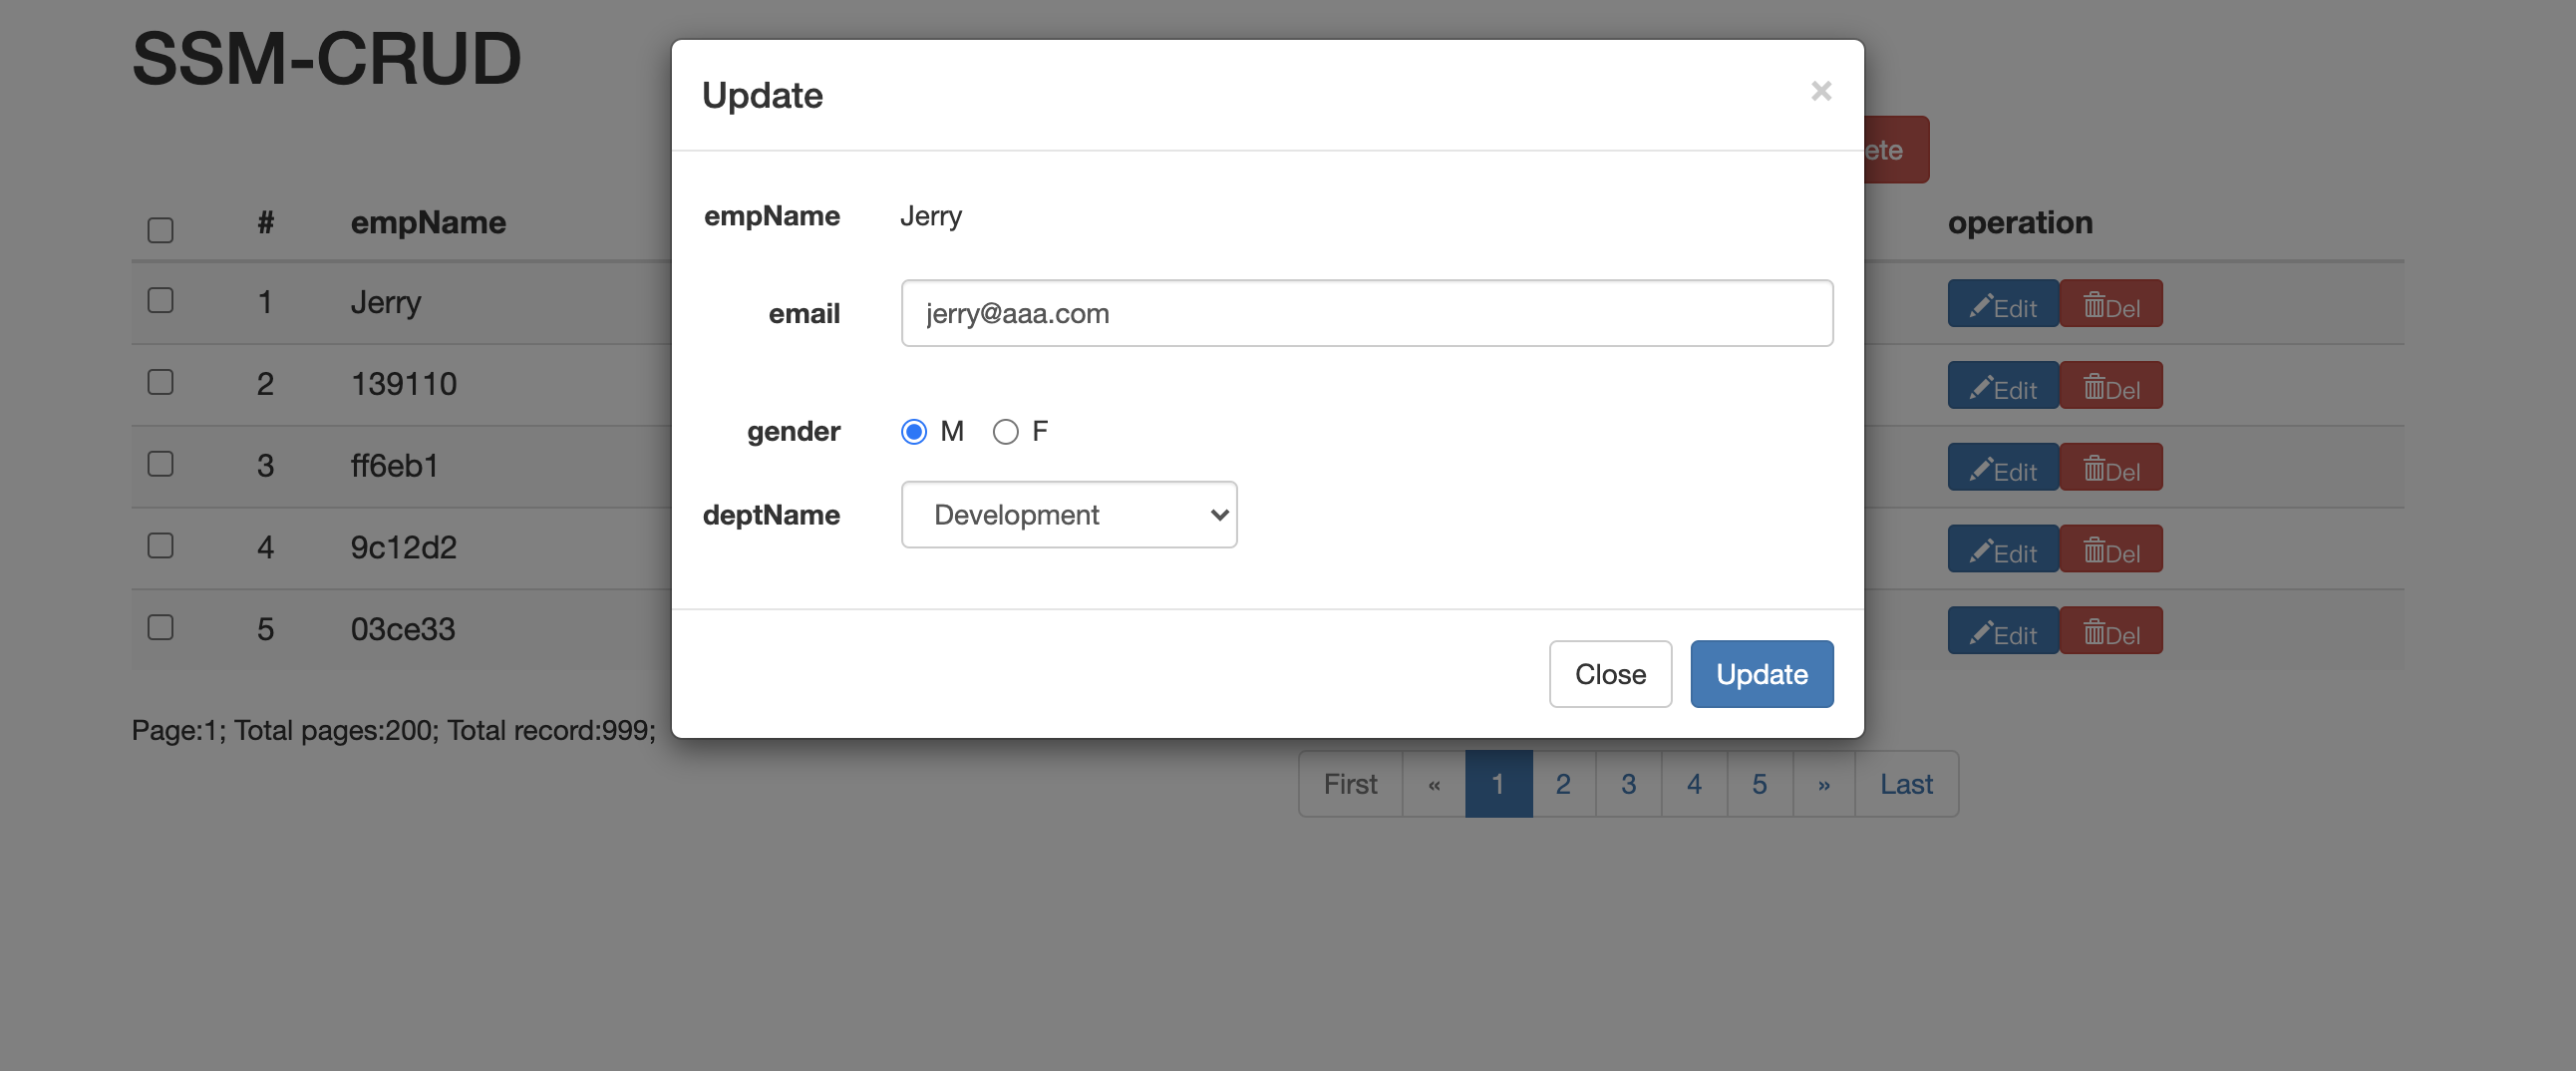 SSM-CRUD
Update ×
ete
# empName operation
empName Jerry
1 Jerry Edit Del
email jerry@aaa.com
2 139110 Edit Del
gender M F
3 ff6eb1 Edit Del
deptName Development
4 9c12d2 Edit Del
5 03ce33 Edit Del
Close Update
Page:1; Total pages:200; Total record:999;
First « 1 2 3 4 5 » Last